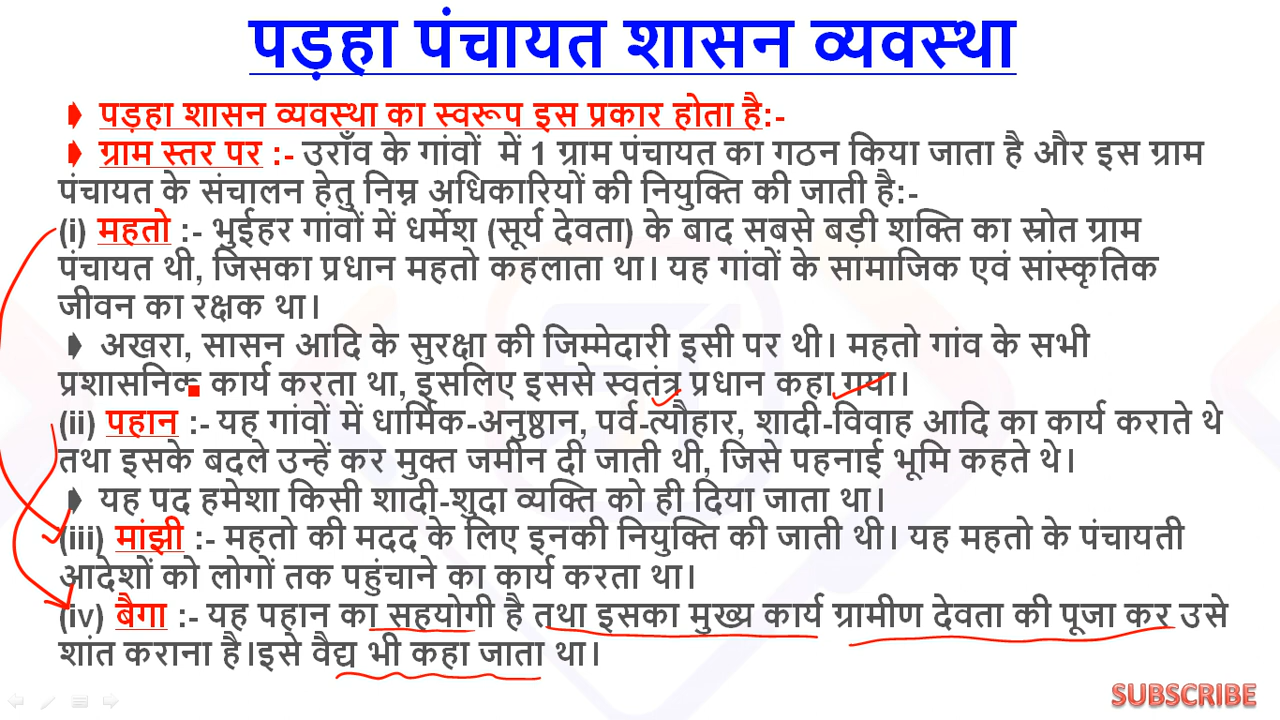 पड़हा पंचायत शासन व्यवस्था
➧ पड़हा शासन व्यवस्था का स्वरूप इस प्रकार होता है:-
➧ ग्राम स्तर पर :- उराँव के गांवों में 1 ग्राम पंचायत का गठन किया जाता है और इस ग्राम
पंचायत के संचालन हेतु निम्न अधिकारियों की नियुक्ति की जाती है:-
(i) महतो :- भुईहर गांवों में धर्मेश (सूर्य देवता) के बाद सबसे बड़ी शक्ति का स्रोत ग्राम
पंचायत थी, जिसका प्रधान महतो कहलाता था। यह गांवों के सामाजिक एवं सांस्कृतिक
जीवन का रक्षक था।
➧ अखरा, सासन आदि के सुरक्षा की जिम्मेदारी इसी पर थी। महतो गांव के सभी
प्रशासनिक कार्य करता था, इसलिए इससे स्वतंत्र प्रधान कहा गया।
(ii) पहान :- यह गांवों में धार्मिक-अनुष्ठान, पर्व-त्यौहार, शादी-विवाह आदि का कार्य कराते थे
तथा इसके बदले उन्हें कर मुक्त जमीन दी जाती थी, जिसे पहनाई भूमि कहते थे।
➧ यह पद हमेशा किसी शादी-शुदा व्यक्ति को ही दिया जाता था।
(iii) मांझी :- महतो की मदद के लिए इनकी नियुक्ति की जाती थी। यह महतो के पंचायती
आदेशों को लोगों तक पहुंचाने का कार्य करता था।
(iv) बैगा :- यह पहान का सहयोगी है तथा इसका मुख्य कार्य ग्रामीण देवता की पूजा कर उसे
शांत कराना है।इसे वैद्य भी कहा जाता था।
SUBSCRIBE